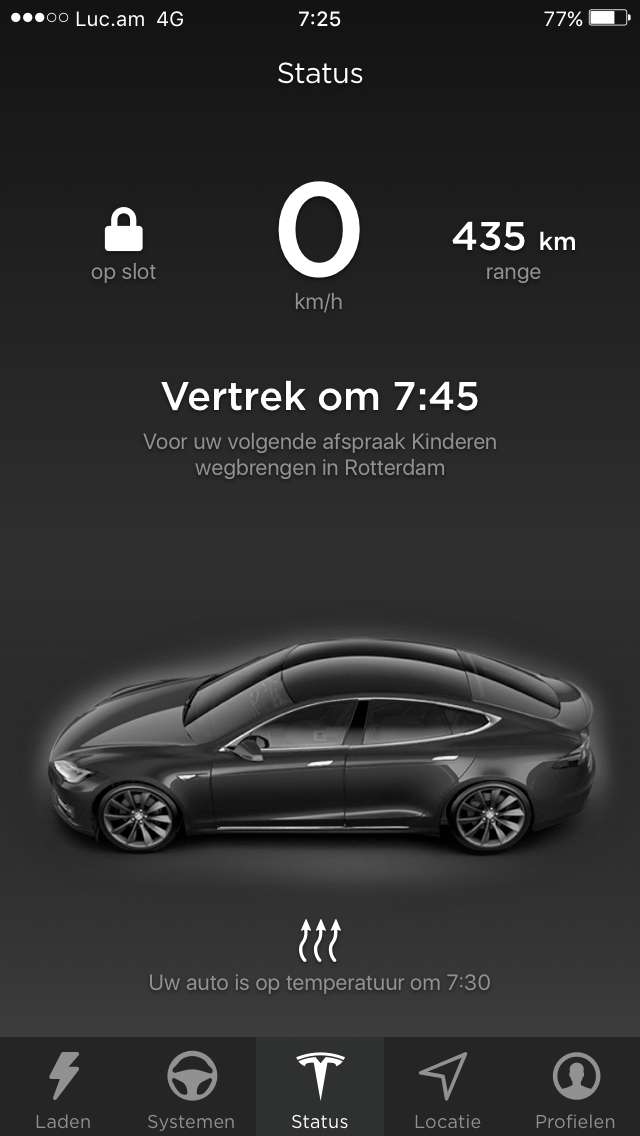 Luc.am 4G 7:25 77%
Status
op slot
0
km/h
435 km
range
Vertrek om 7:45
Voor uw volgende afspraak Kinderen
wegbrengen in Rotterdam
Uw auto is op temperatuur om 7:30
Laden Systemen Status Locatie Profielen